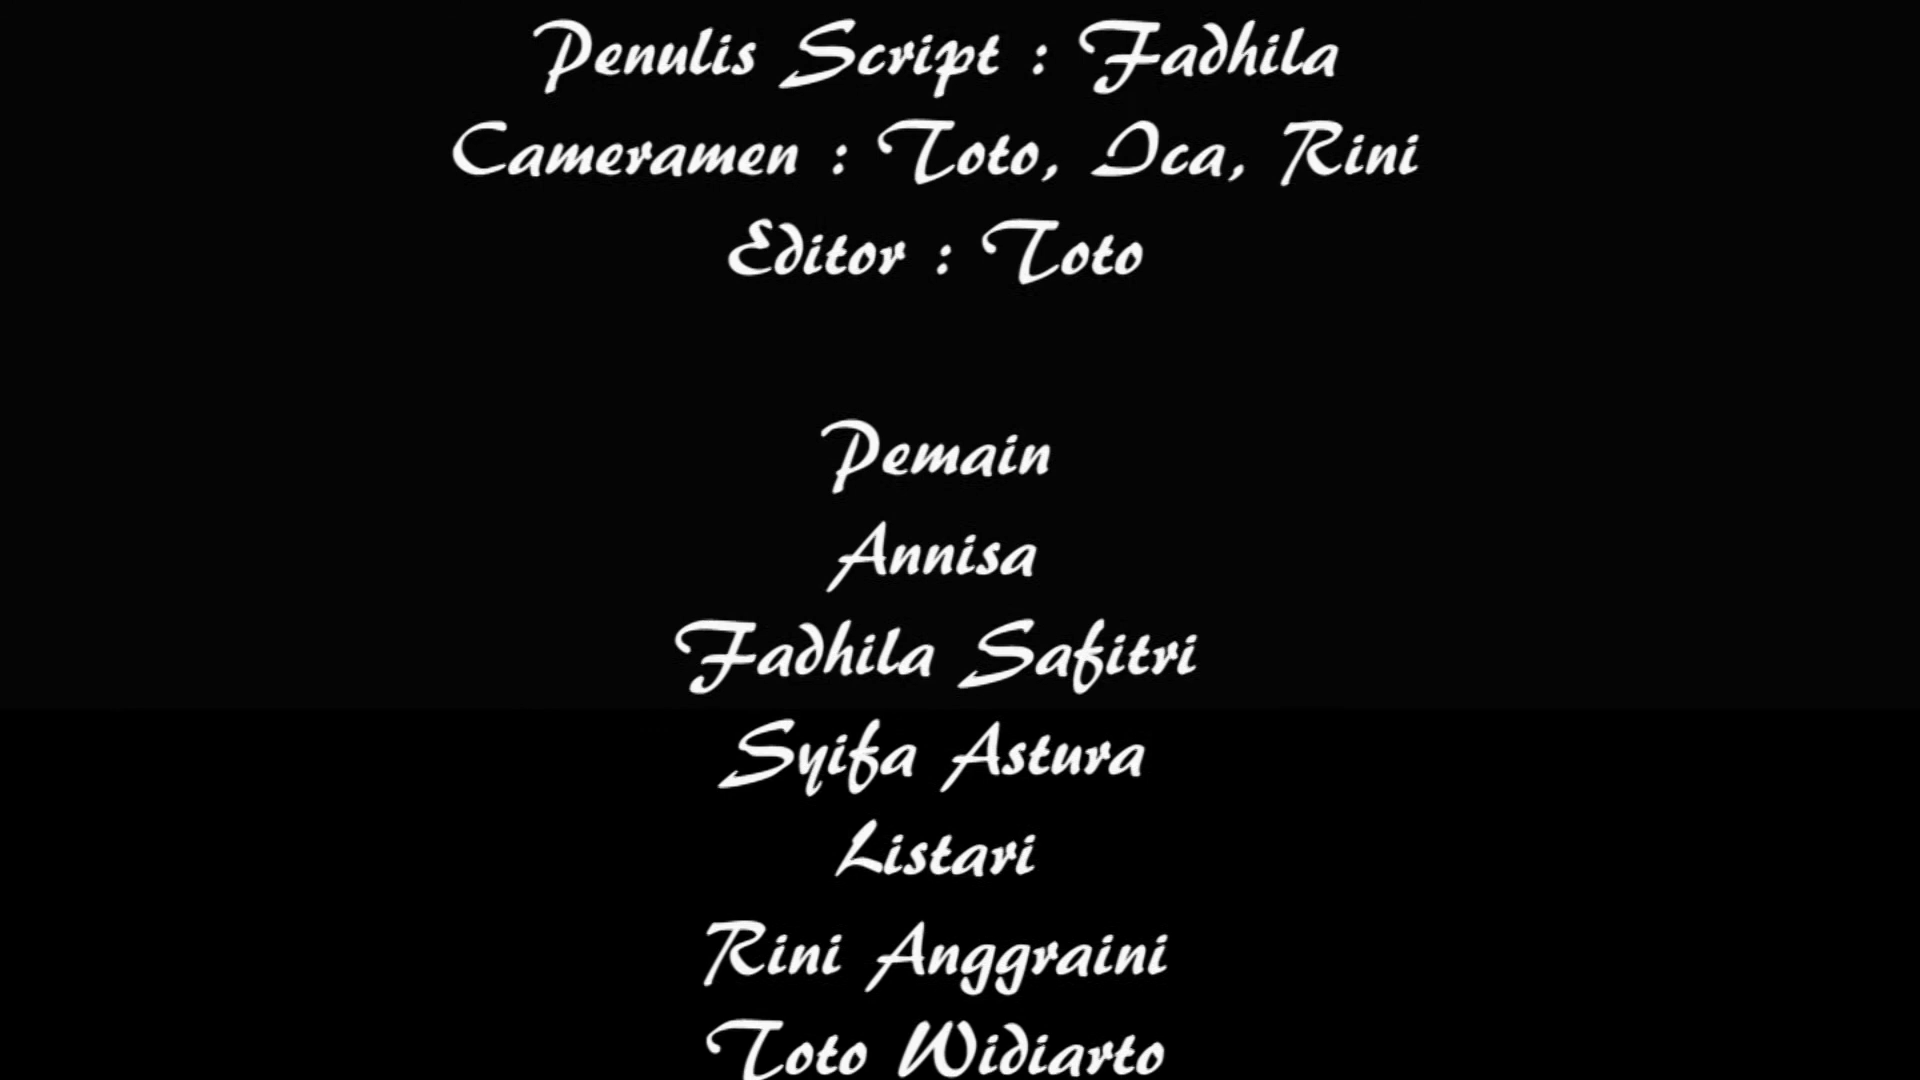 Penulis Script : Fadhila
Cameramen : Toto, Ica, Rini
Editor : Toto
Pemain
Annisa
Fadhila Safitri
Syifa Astura
Listari
Rini Anggraini
Toto Widiarto